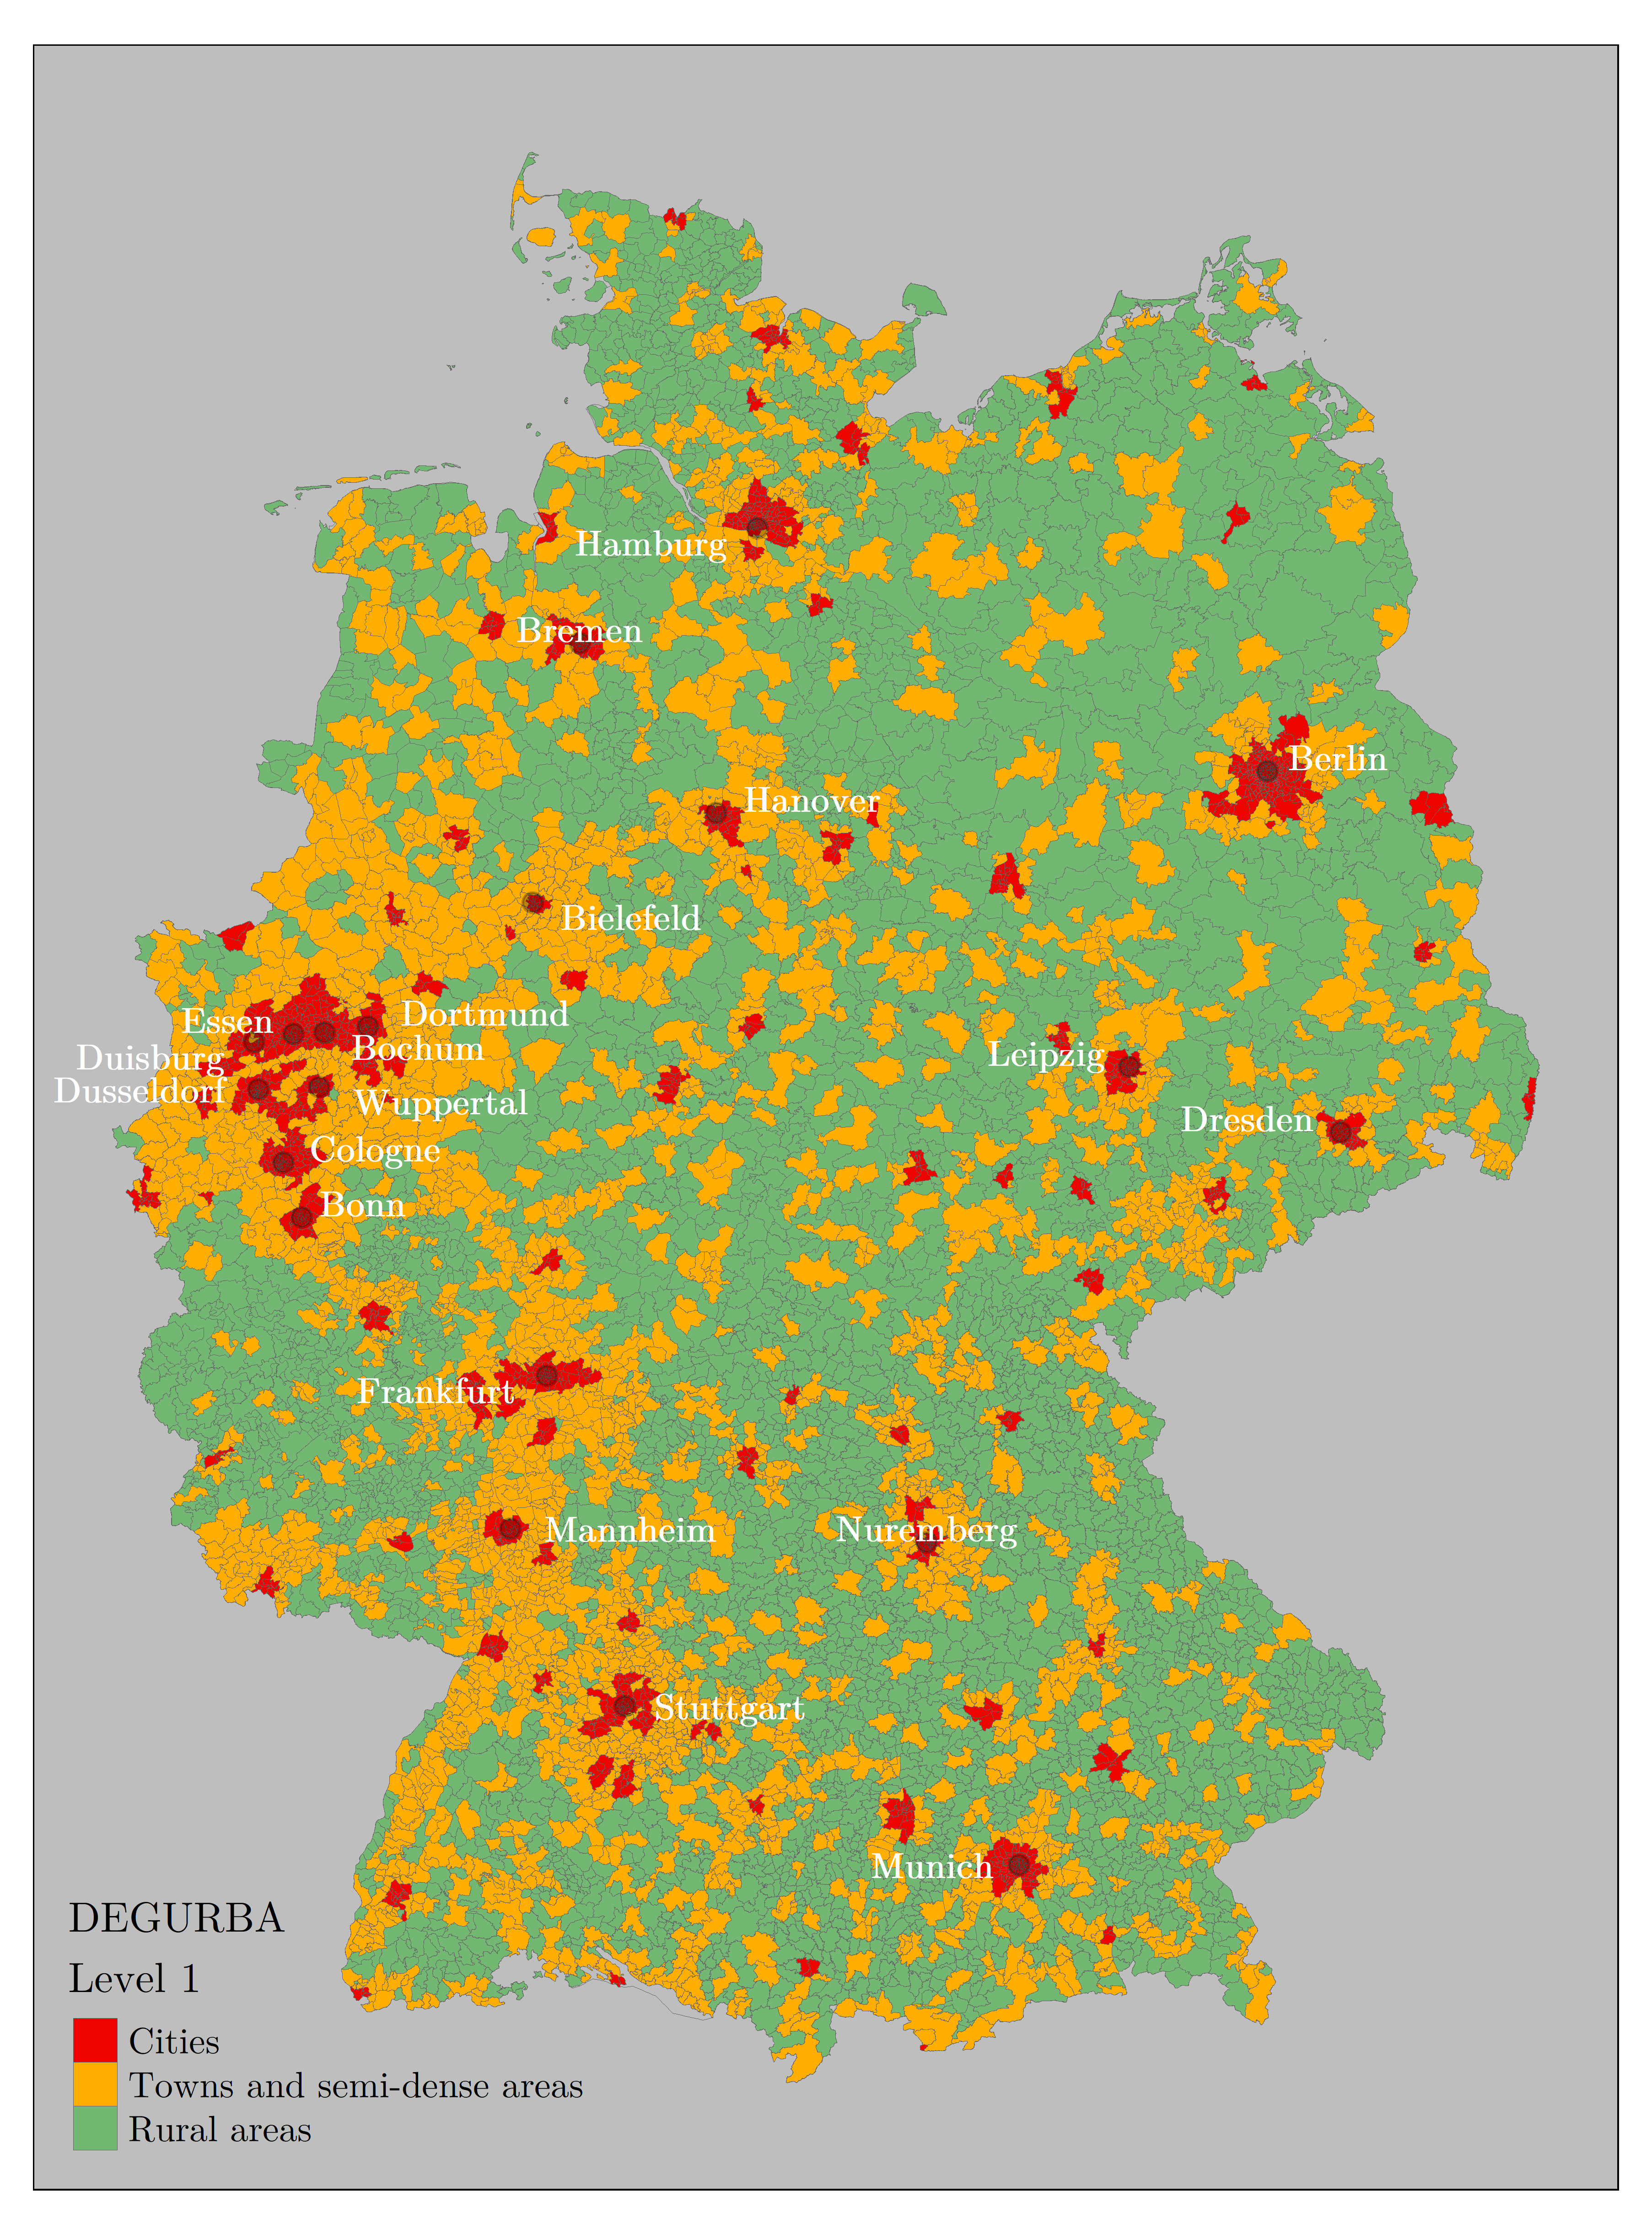 Hamburg
Bremen
Berlin
Hanover
Bielefeld
Essen
Dortmund
Duisburg
Bochum
Leipzig
Dusseldorf
Wuppertal
Dresden
Cologne
Bonn
Frankfurt
Mannheim
Nuremberg
Stuttgart
Munich
DEGURBA
Level 1
Cities
Towns and semi-dense areas
Rural areas